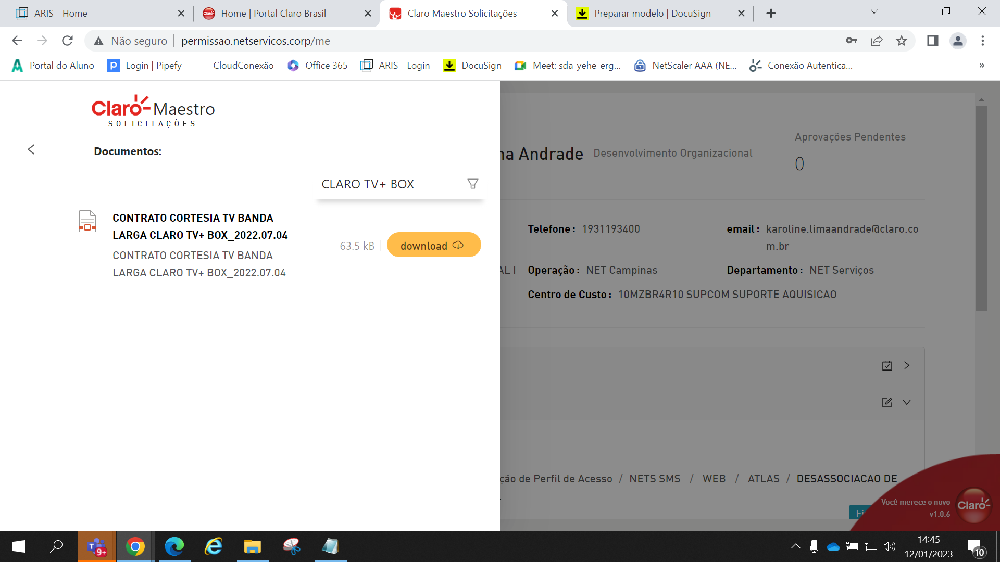 ARIS - Home
Home | Portal Claro Brasil
Claro Maestro Solicitações
Preparar modelo | DocuSign
Não seguro
permissao.netservicos.corp/me
Portal do Aluno
Login | Pipefy
CloudConexão
Office 365
ARIS - Login
DocuSign
Meet: sda-yehe-erg...
NetScaler AAA (NE...
Conexão Autentica...
»
Claro Maestro
SOLICITAÇÕES
Documentos:
CLARO TV+ BOX
CONTRATO CORTESIA TV BANDA
LARGA CLARO TV+ BOX_2022.07.04
CONTRATO CORTESIA TV BANDA
LARGA CLARO TV+ BOX_2022.07.04
63.5 kB
download
na Andrade
Desenvolvimento Organizacional
Aprovações Pendentes
0
Telefone : 1931193400
email : karoline.limaandrade@claro.co
m.br
AL I
Operação : NET Campinas
Departamento : NET Serviços
Centro de Custo : 10MZBR4R10 SUPCOM SUPORTE AQUISICAO
ção de Perfil de Acesso / NETS SMS / WEB / ATLAS / DESASSOCIACAO DE
Você merece o novo
v1.0.6
Claro
9+
14:45
12/01/2023
10